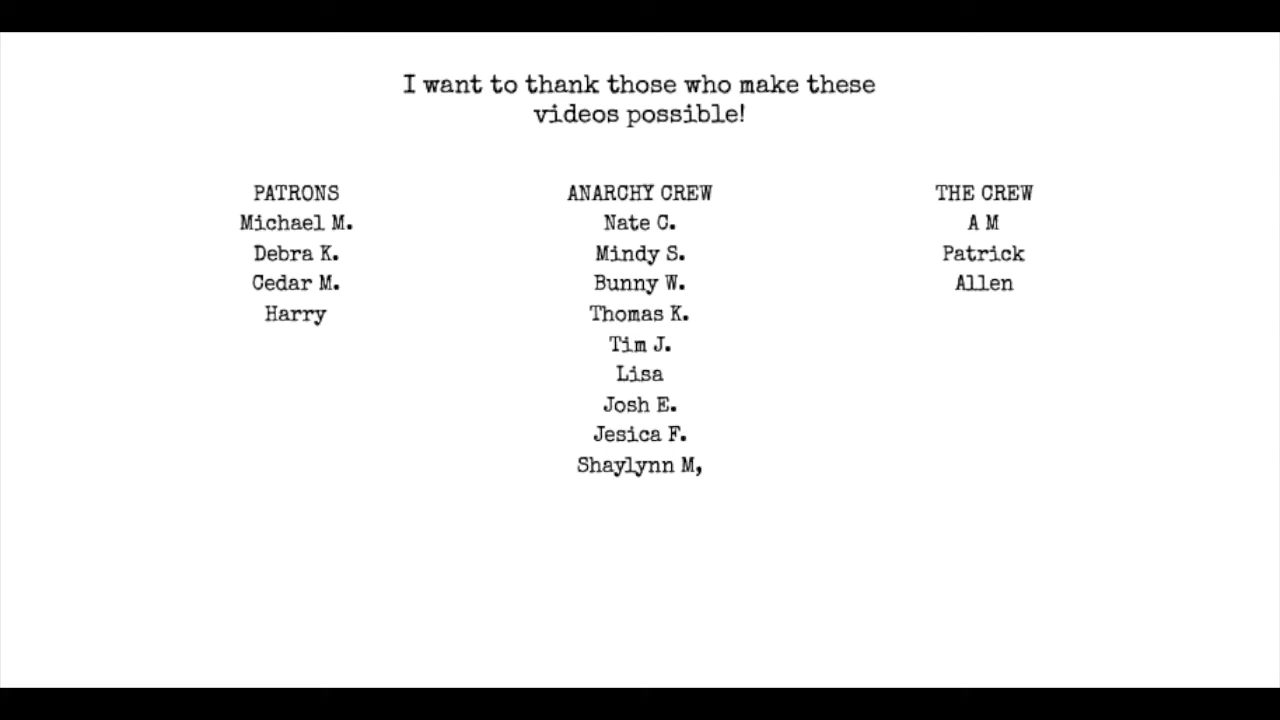 I want to thank those who make these
videos possible!
PATRONS
Michael M.
Debra K.
Cedar M.
Harry
ANARCHY CREW
Nate C.
Mindy S.
Bunny W.
Thomas K.
Tim J.
Lisa
Josh E.
Jesica F.
Shaylynn M,
THE CREW
A M
Patrick
Allen